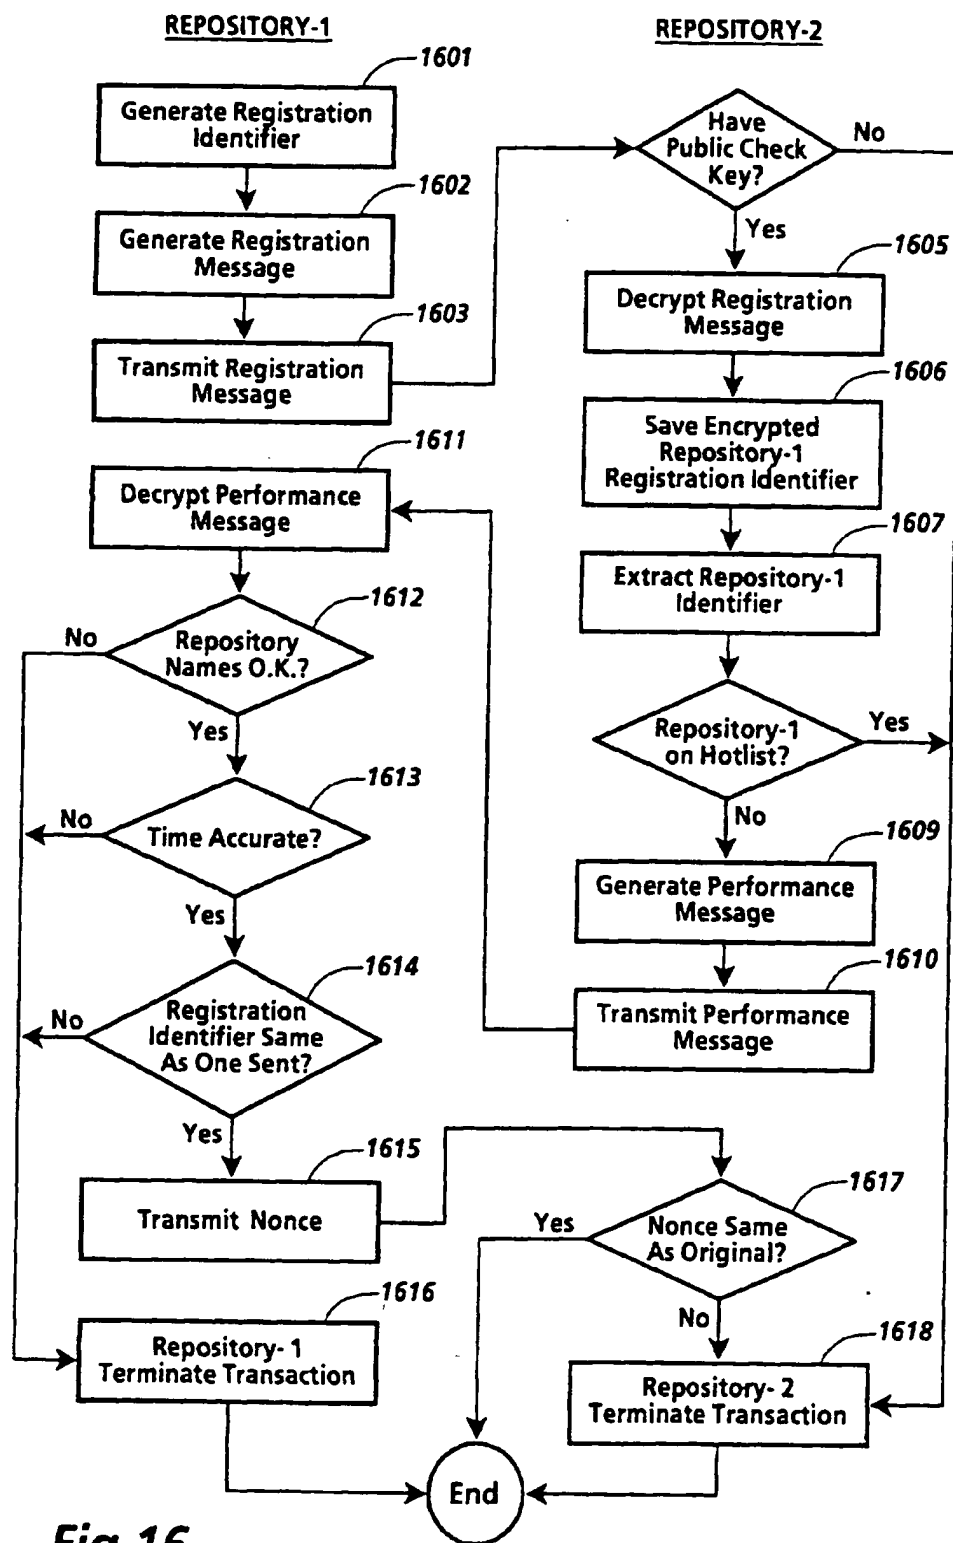 REPOSITORY-1
1601
Generate Registration
Identifier
1602
Generate Registration
Message
1603
Transmit Registration
Message
1611
Decrypt Performance
Message
1612
No
Repository
Names O.K.?
Yes
1613
No
Time Accurate?
Yes
1614
No
Registration
Identifier Same
As One Sent?
Yes
1615
Transmit Nonce
1616
Repository- 1
Terminate Transaction
REPOSITORY-2
Have
Public Check
Key?
No
Yes
1605
Decrypt Registration
Message
1606
Save Encrypted
Repository-1
Registration Identifier
1607
Extract Repository-1
Identifier
Repository-1
on Hotlist?
Yes
No
1609
Generate Performance
Message
1610
Transmit Performance
Message
1617
Yes
Nonce Same
As Original?
No
1618
Repository- 2
Terminate Transaction
End
Fig. 16